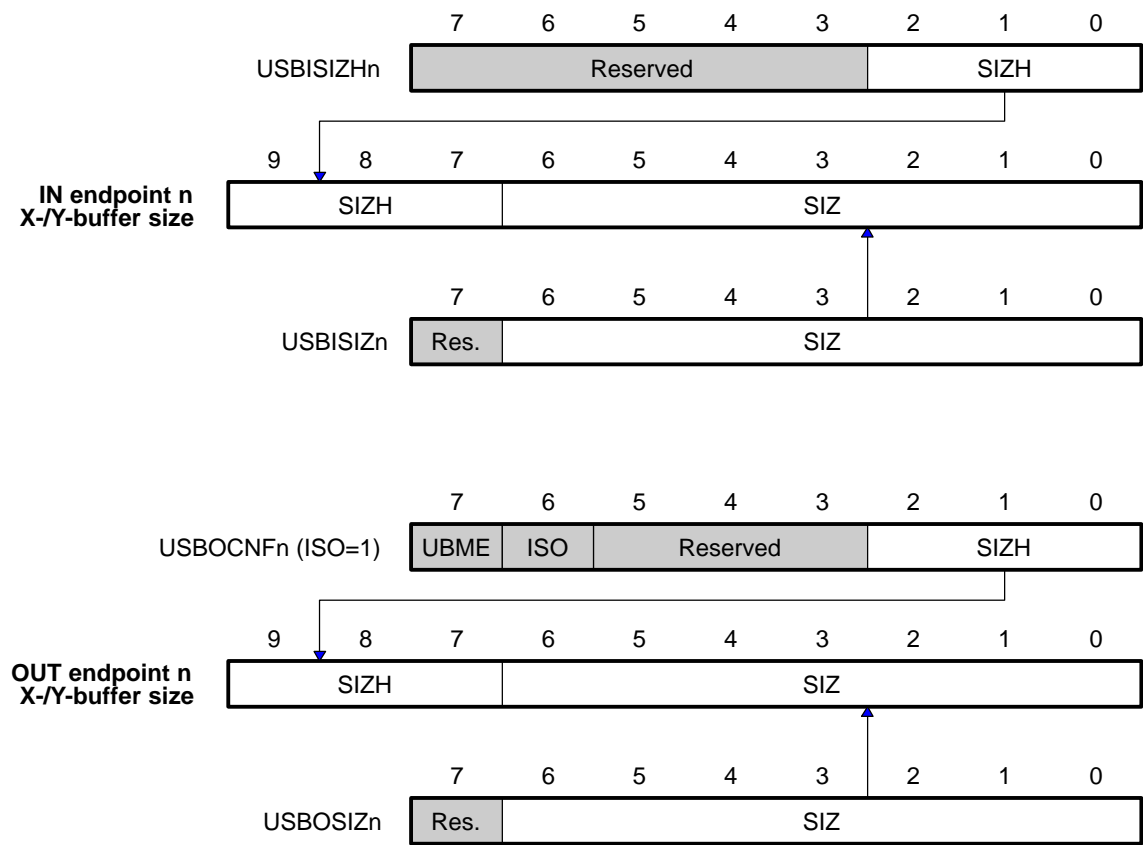 7 6 5 4 3 2 1 0
USBISIZHn Reserved SIZH
9 8 7 6 5 4 3 2 1 0
IN endpoint n
X-/Y-buffer size
SIZH SIZ
7 6 5 4 3 2 1 0
USBISIZn Res. SIZ
7 6 5 4 3 2 1 0
USBOCNFn (ISO=1) UBME ISO Reserved SIZH
9 8 7 6 5 4 3 2 1 0
OUT endpoint n
X-/Y-buffer size
SIZH SIZ
7 6 5 4 3 2 1 0
USBOSIZn Res. SIZ